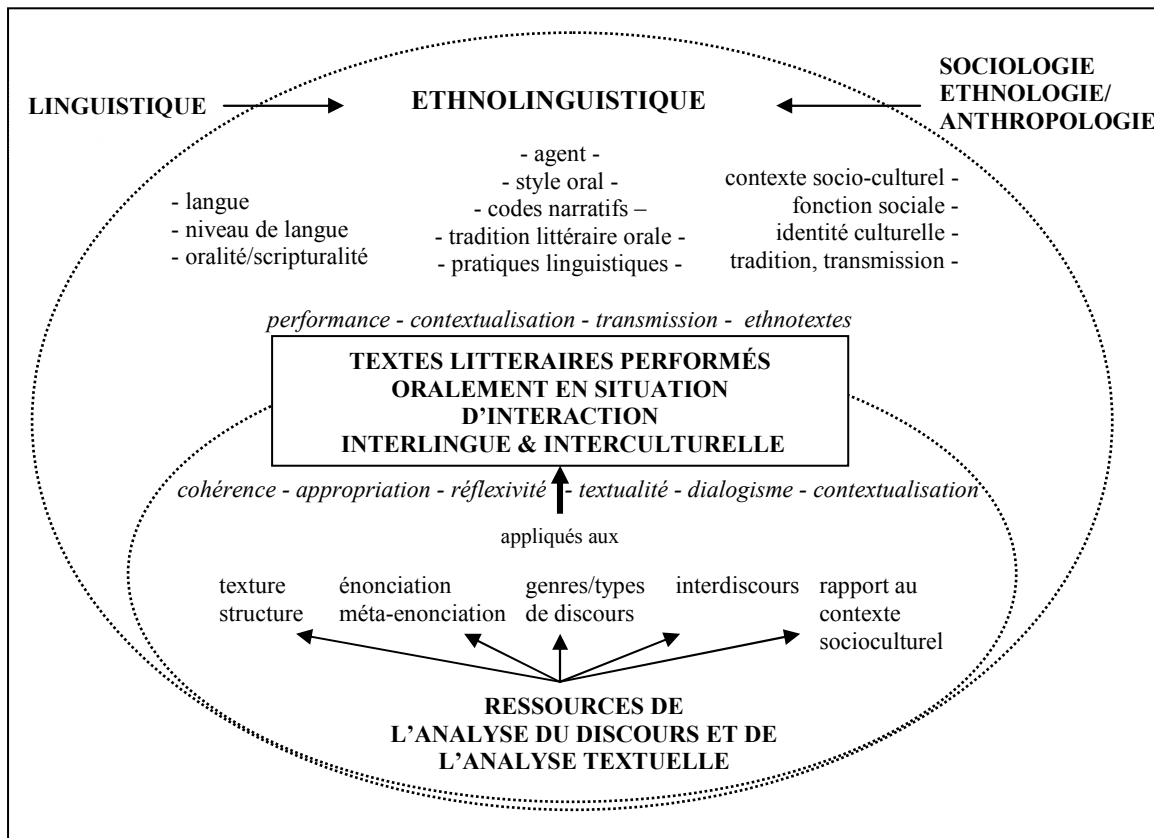 LINGUISTIQUE
ETHNOLINGUISTIQUE
SOCIOLOGIE
ETHNOLOGIE/
ANTHROPOLOGIE
- langue
- niveau de langue
- oralité/scripturalité
- agent -
- style oral -
- codes narratifs –
- tradition littéraire orale -
- pratiques linguistiques -
contexte socio-culturel -
fonction sociale -
identité culturelle -
tradition, transmission -
performance - contextualisation - transmission - ethnotextes
TEXTES LITTERAIRES PERFORMÉS
ORALEMENT EN SITUATION
D’INTERACTION
INTERLINGUE & INTERCULTURELLE
cohérence - appropriation - réflexivité - textualité - dialogisme - contextualisation
appliqués aux
texture
structure
énonciation
méta-enonciation
genres/types
de discours
interdiscours
rapport au
contexte
socioculturel
RESSOURCES DE
L’ANALYSE DU DISCOURS ET DE
L’ANALYSE TEXTUELLE